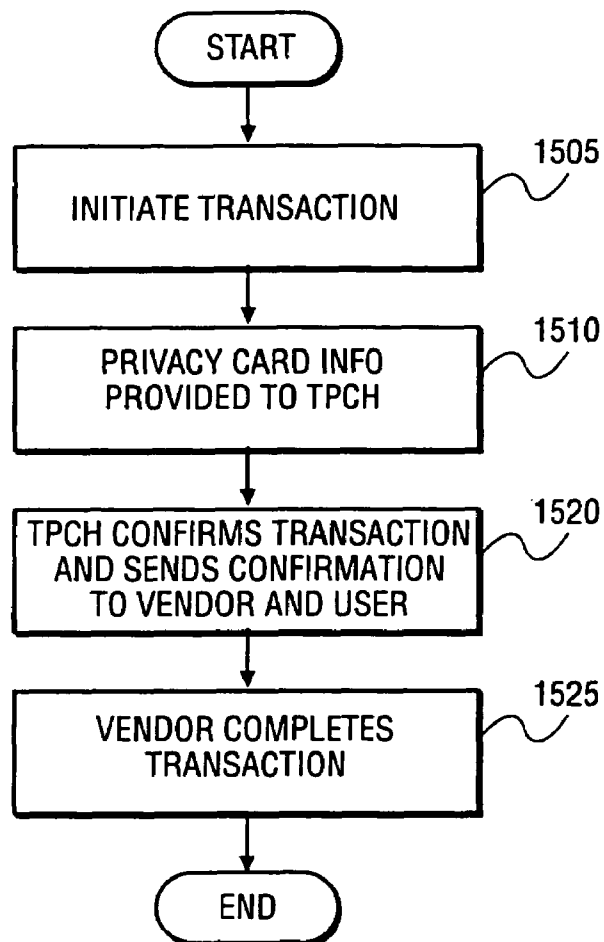 START
1505
INITIATE TRANSACTION
1510
PRIVACY CARD INFO
PROVIDED TO TPCH
1520
TPCH CONFIRMS TRANSACTION
AND SENDS CONFIRMATION
TO VENDOR AND USER
1525
VENDOR COMPLETES
TRANSACTION
END